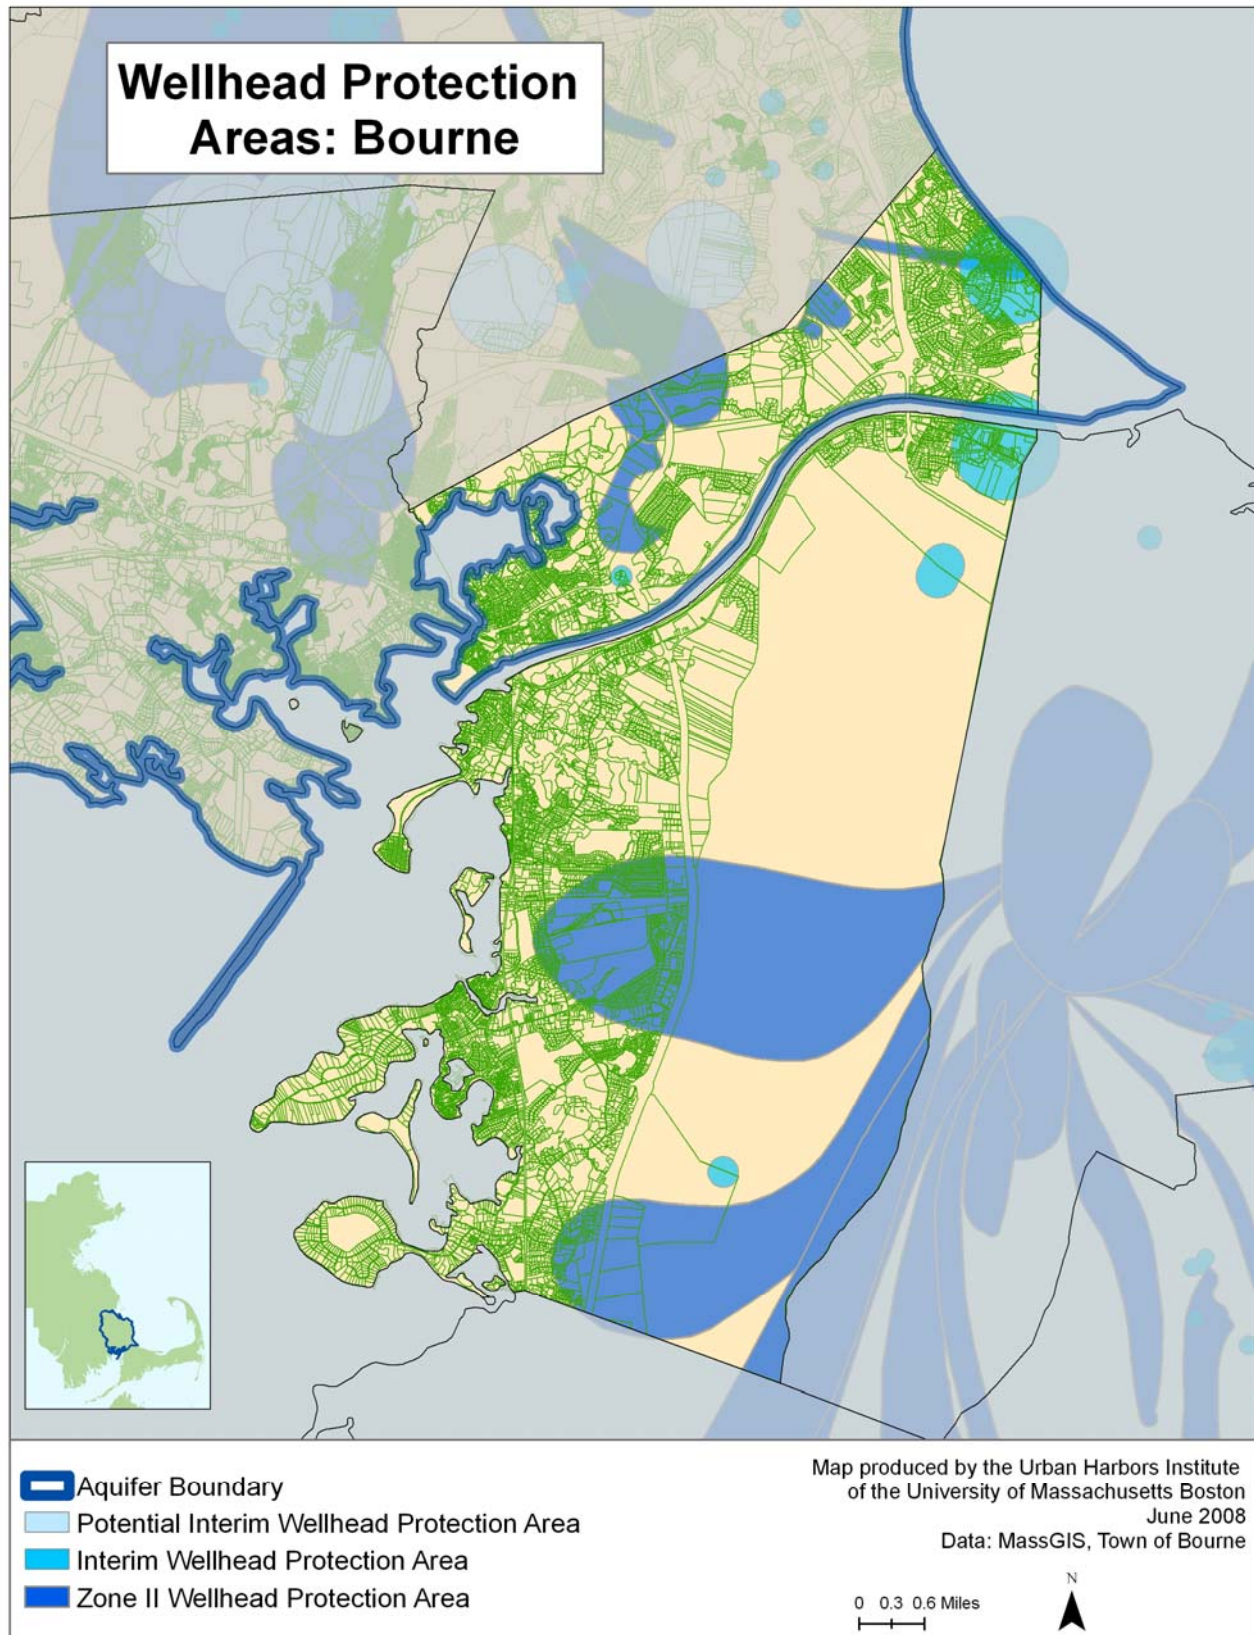 Wellhead Protection
Areas: Bourne
Aquifer Boundary
Potential Interim Wellhead Protection Area
Interim Wellhead Protection Area
Zone II Wellhead Protection Area
Map produced by the Urban Harbors Institute
of the University of Massachusetts Boston
June 2008
Data: MassGIS, Town of Bourne
0 0.3 0.6 Miles
N